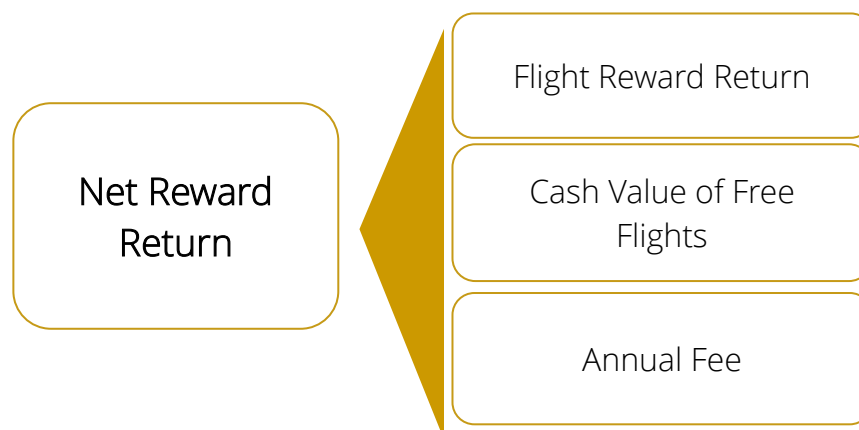 Net Reward
Return
Flight Reward Return
Cash Value of Free
Flights
Annual Fee